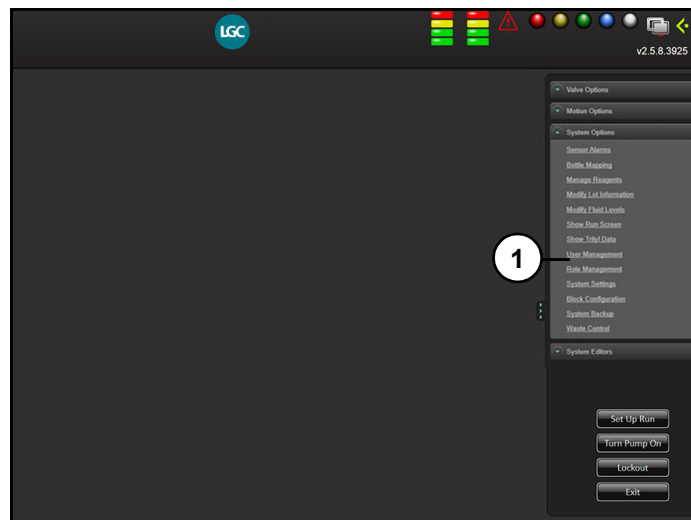 LGC
v2.5.8.3925
Valve Options
Motion Options
System Options
Sensor Alarms
Bottle Mapping
Manage Reagents
Modify Lot Information
Modify Fluid Levels
Show Run Screen
Show Trityl Data
1
User Management
Role Management
System Settings
Block Configuration
System Backup
Waste Control
System Editors
Set Up Run
Turn Pump On
Lockout
Exit